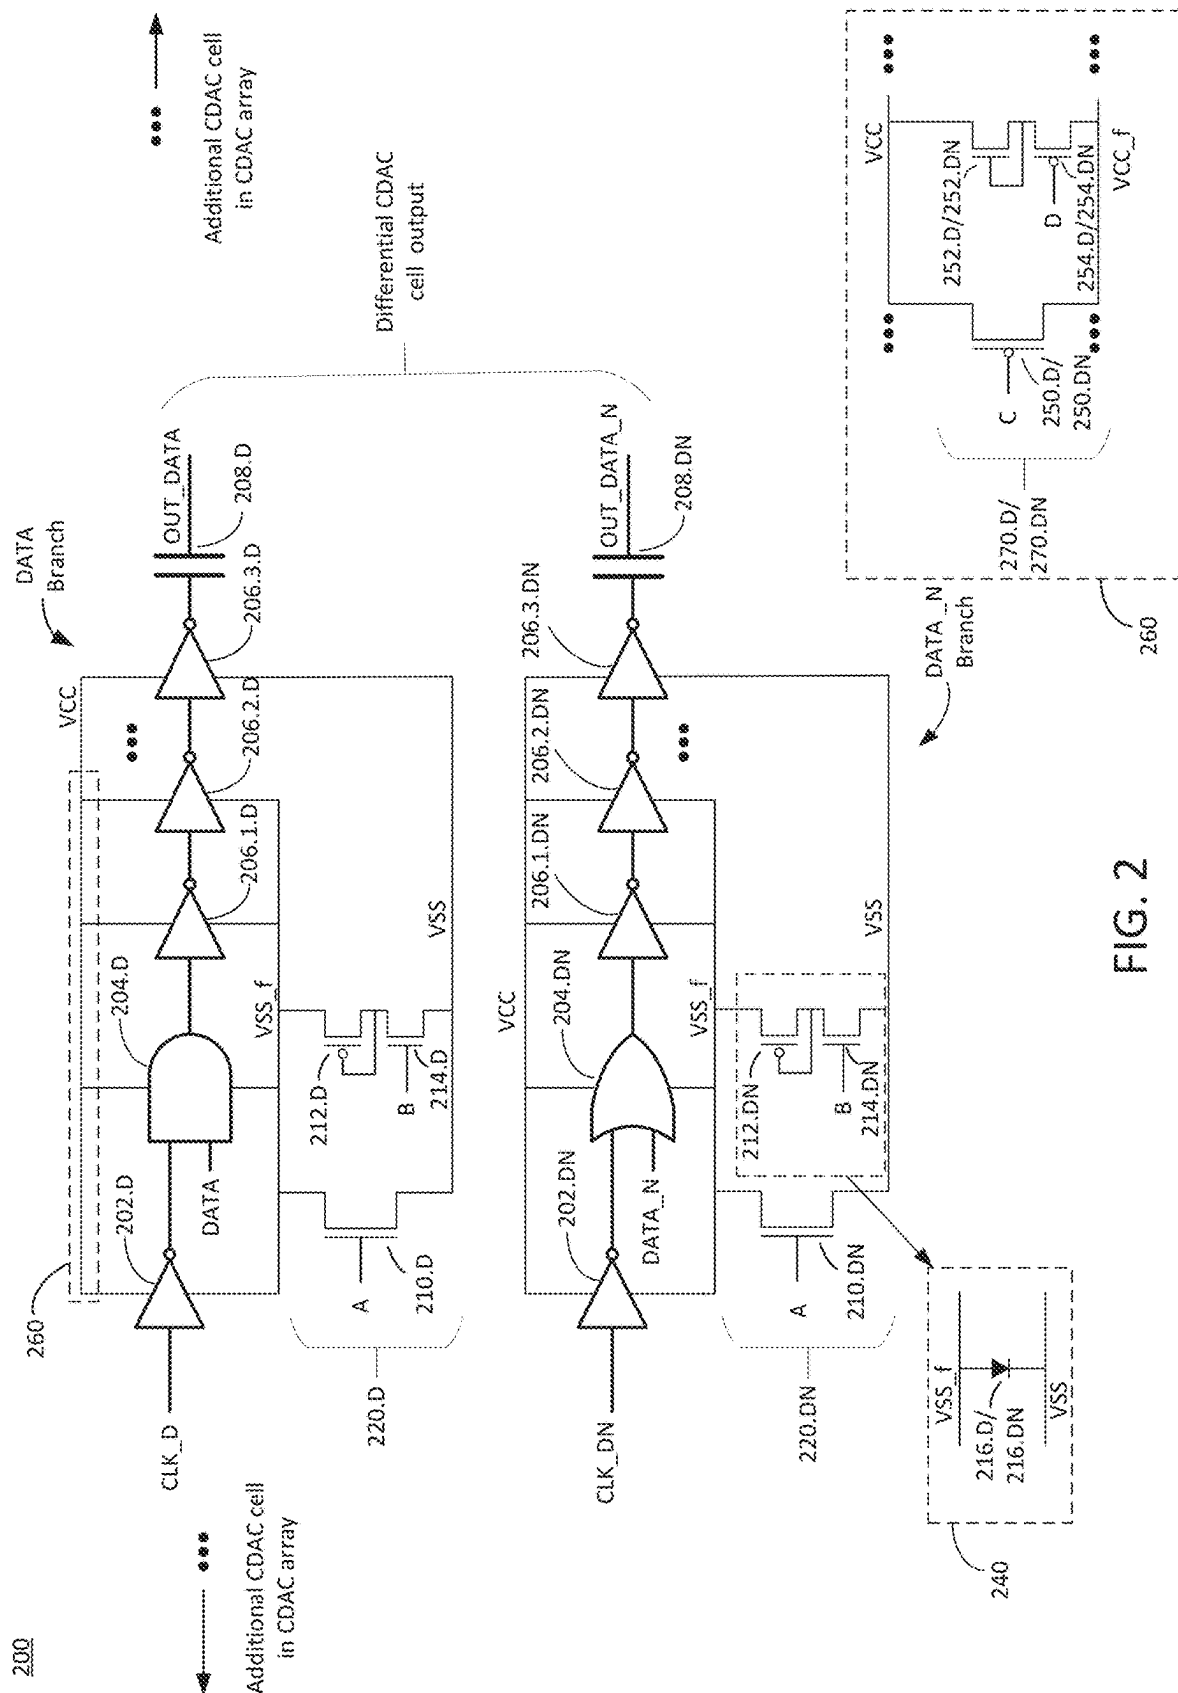 200
Additional CDAC cell
in CDAC array
Additional CDAC cell
in CDAC array
DATA
Branch
260
VCC
CLK_D
202.D
DATA
204.D
206.1.D
206.2.D
206.3.D
OUT_DATA
208.D
VSS_f
VSS
220.D
A
210.D
212.D
B
214.D
Differential CDAC
cell output
VCC
CLK_DN
202.DN
DATA_N
204.DN
206.1.DN
206.2.DN
206.3.DN
OUT_DATA_N
208.DN
VSS_f
VSS
220.DN
A
210.DN
212.DN
B
214.DN
DATA_N
Branch
240
VSS_f
216.D/
216.DN
VSS
260
270.D/
270.DN
VCC
C
250.D/
250.DN
252.D/252.DN
D
254.D/254.DN
VCC_f
FIG. 2